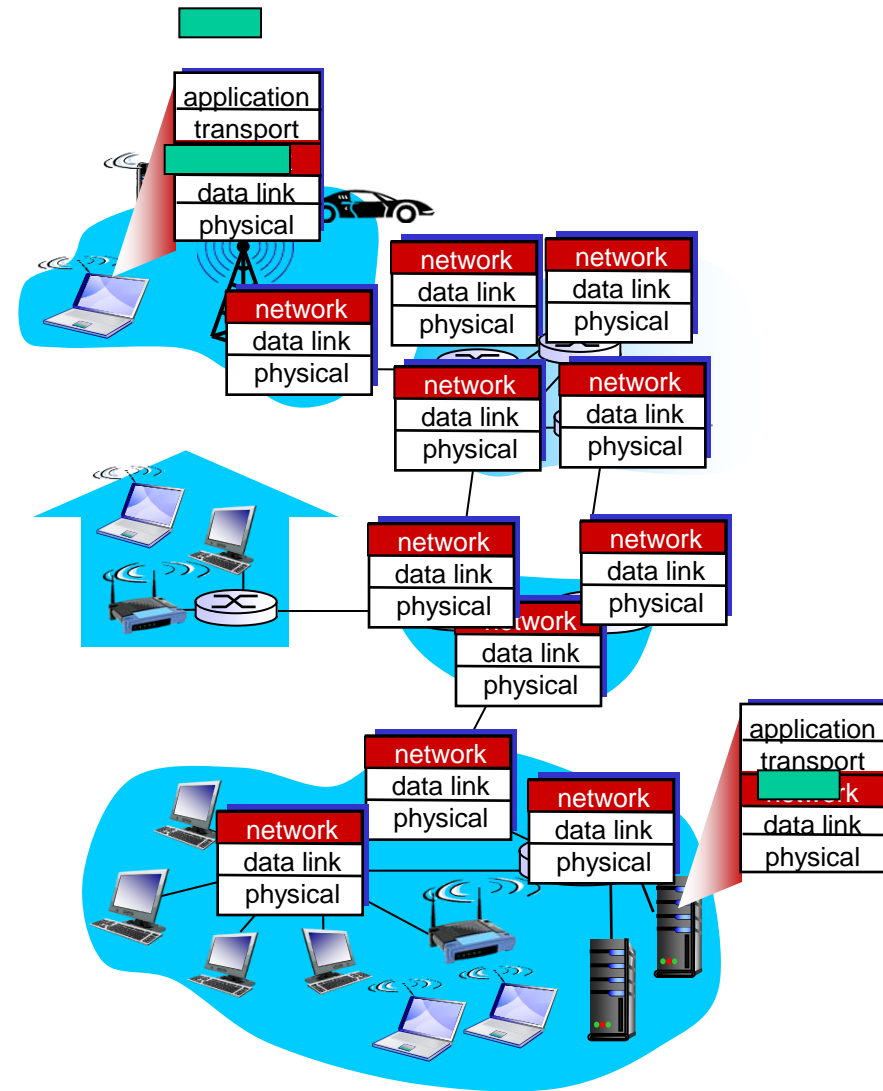 application
transport
data link
physical
network
data link
physical
network
data link
physical
network
data link
physical
network
data link
physical
network
data link
physical
network
data link
physical
network
data link
physical
network
data link
physical
application
transport
network
data link
physical
network
data link
physical
network
data link
physical
network
data link
physical